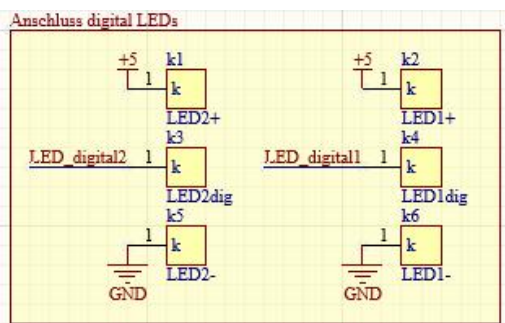 Anschluss digital LEDs
+5 k1
1 k
LED2+
k3
LED_digital2 1 k
LED2dig
k5
1 k
LED2-
GND
+5 k2
1 k
LED1+
k4
LED_digital1 1 k
LED1dig
k6
1 k
LED1-
GND